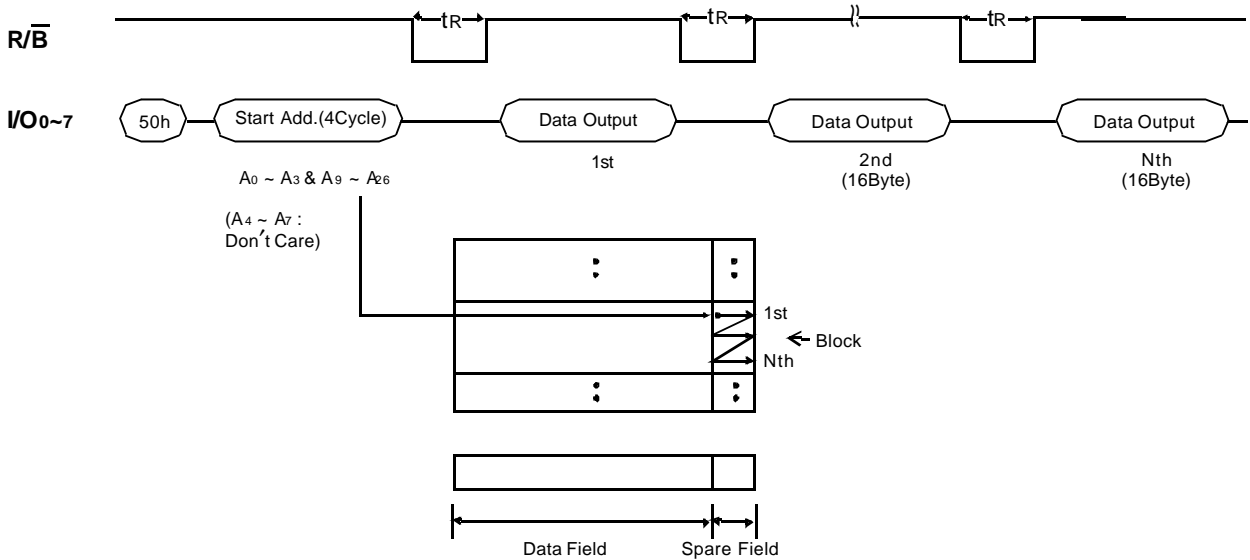 R/B tR tR tR
I/O0~7 50h Start Add.(4Cycle) Data Output Data Output Data Output
1st 2nd Nth
(16Byte) (16Byte)
A0 ~ A3 & A9 ~ A26
(A4 ~ A7 :
Don't Care)
1st
Block
Nth
Data Field Spare Field